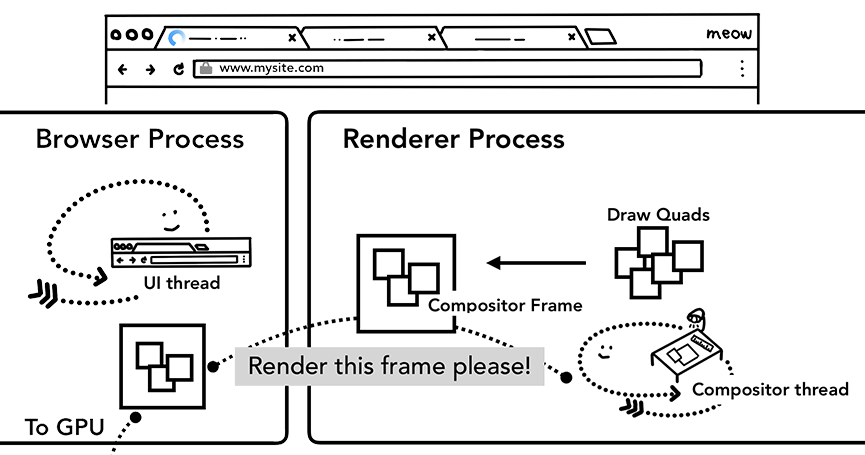 meow
www.mysite.com
Browser Process
Renderer Process
Draw Quads
UI thread
Compositor Frame
Render this frame please!
Compositor thread
To GPU